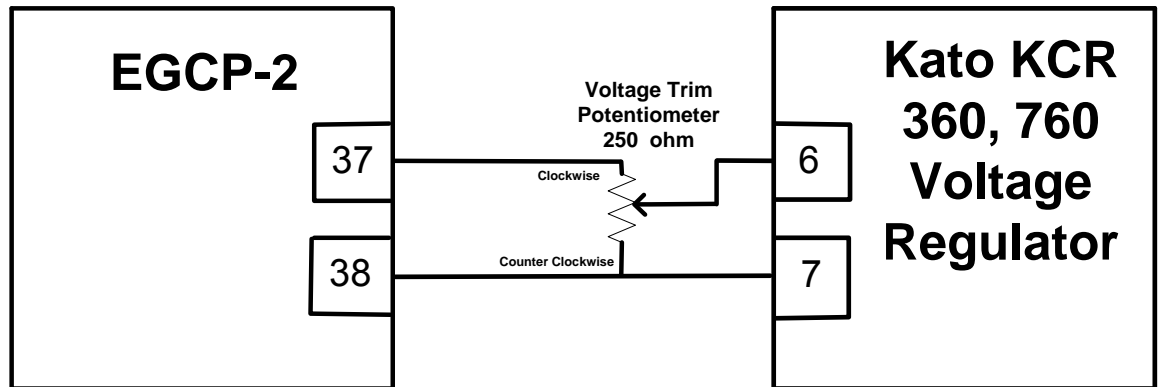 EGCP-2
37
38
Voltage Trim
Potentiometer
250 ohm
Clockwise
Counter Clockwise
Kato KCR
360, 760
Voltage
Regulator
6
7